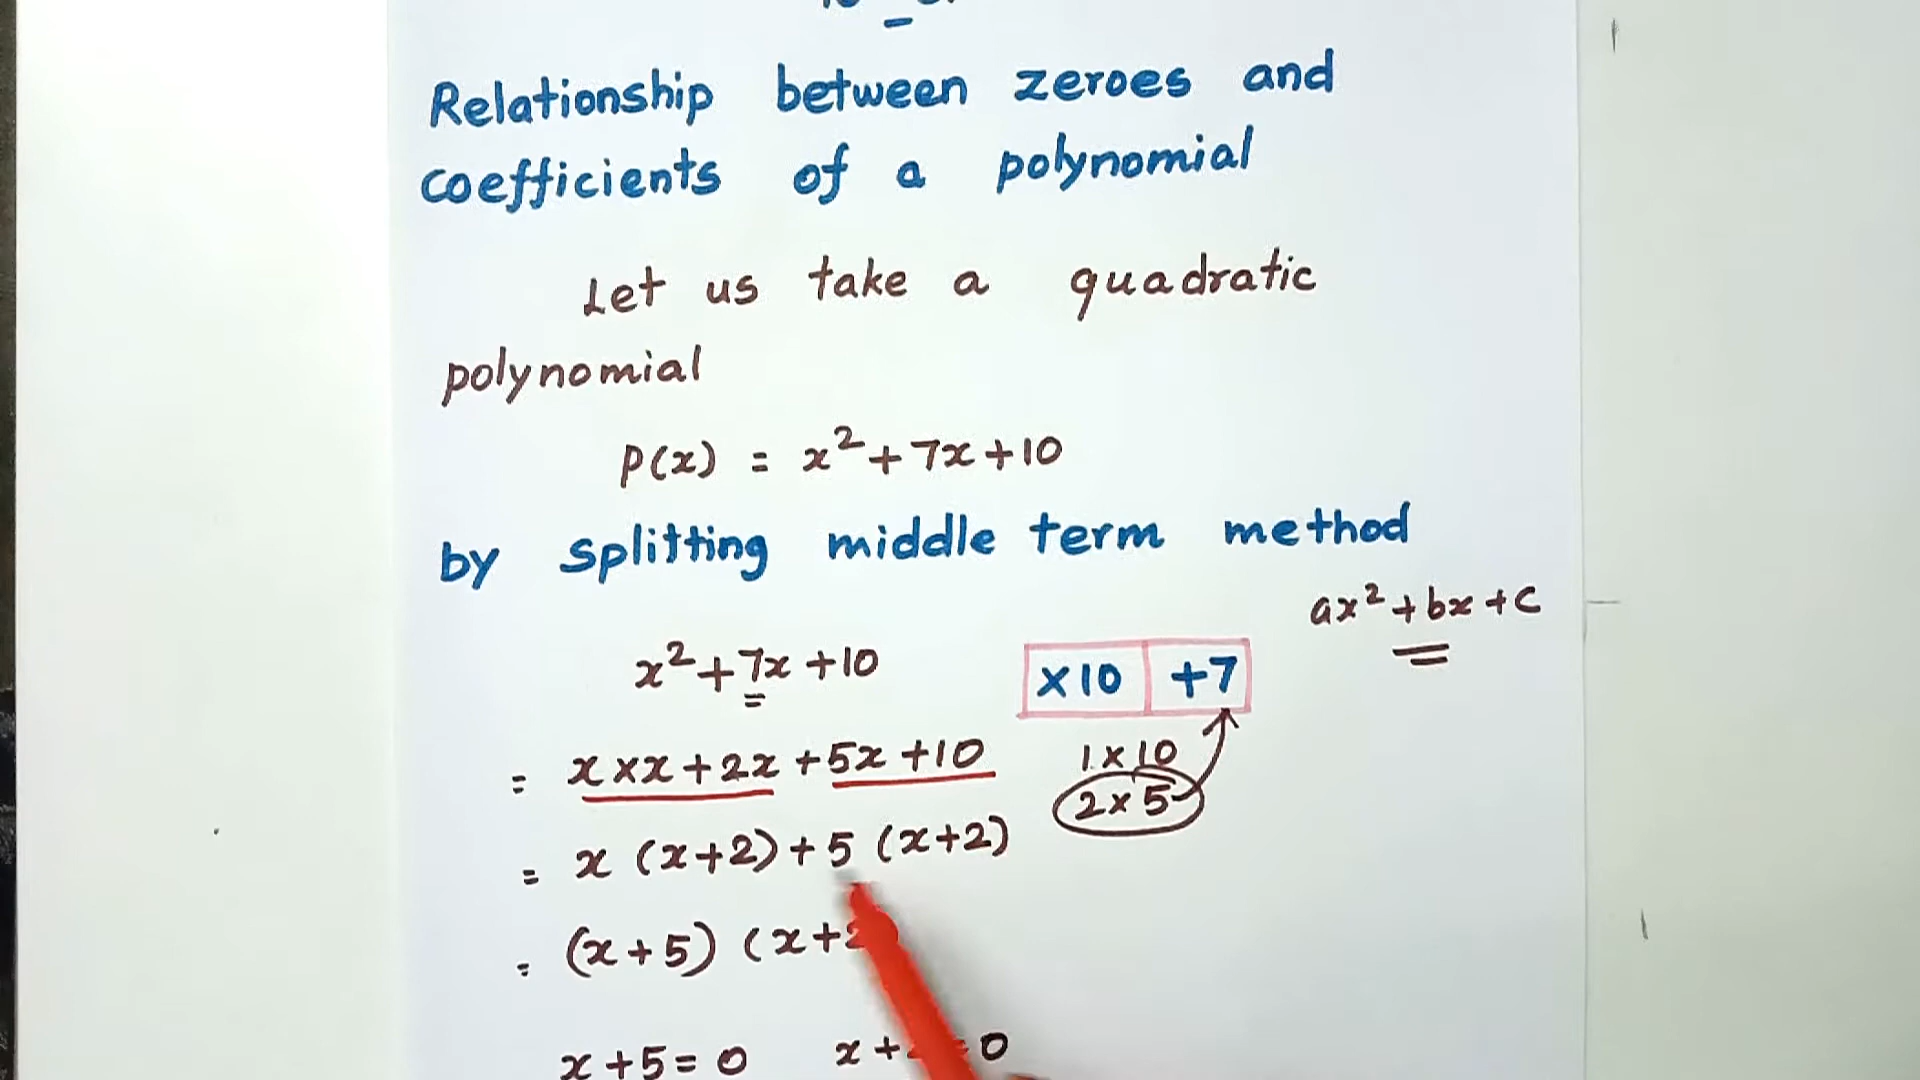 Relationship between zeroes and
coefficients of a polynomial
Let us take a quadratic
polynomial
P(x) = x² + 7x + 10
by splitting middle term method
ax² + bx + c
x² + 7x + 10
×10 +7
= x × x + 2x + 5x + 10
1 × 10
2 × 5
= x (x+2) + 5 (x+2)
= (x+5) (x+
x + 5 = 0 x + 0